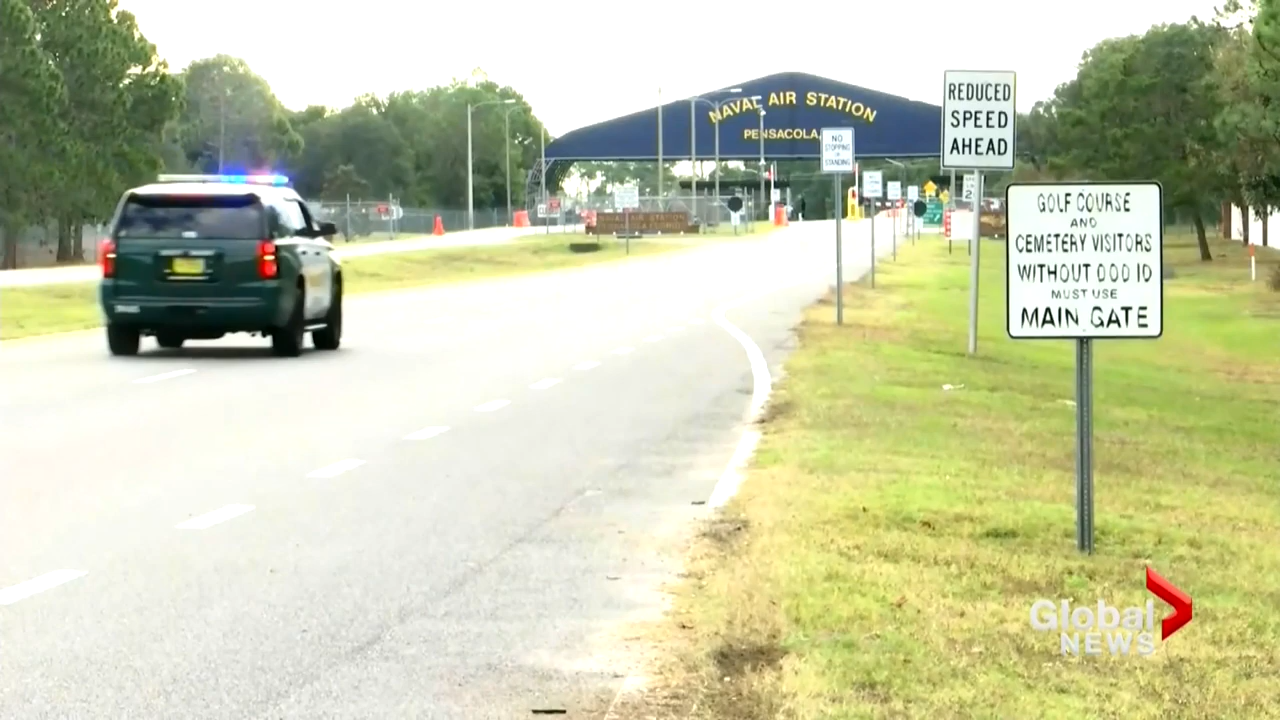 NAVAL AIR STATION
PENSACOLA,
NO
STOPPING
STANDING
REDUCED
SPEED
AHEAD
GOLF COURSE
AND
CEMETERY VISITORS
WITHOUT DOD ID
MUST USE
MAIN GATE
Global
NEWS